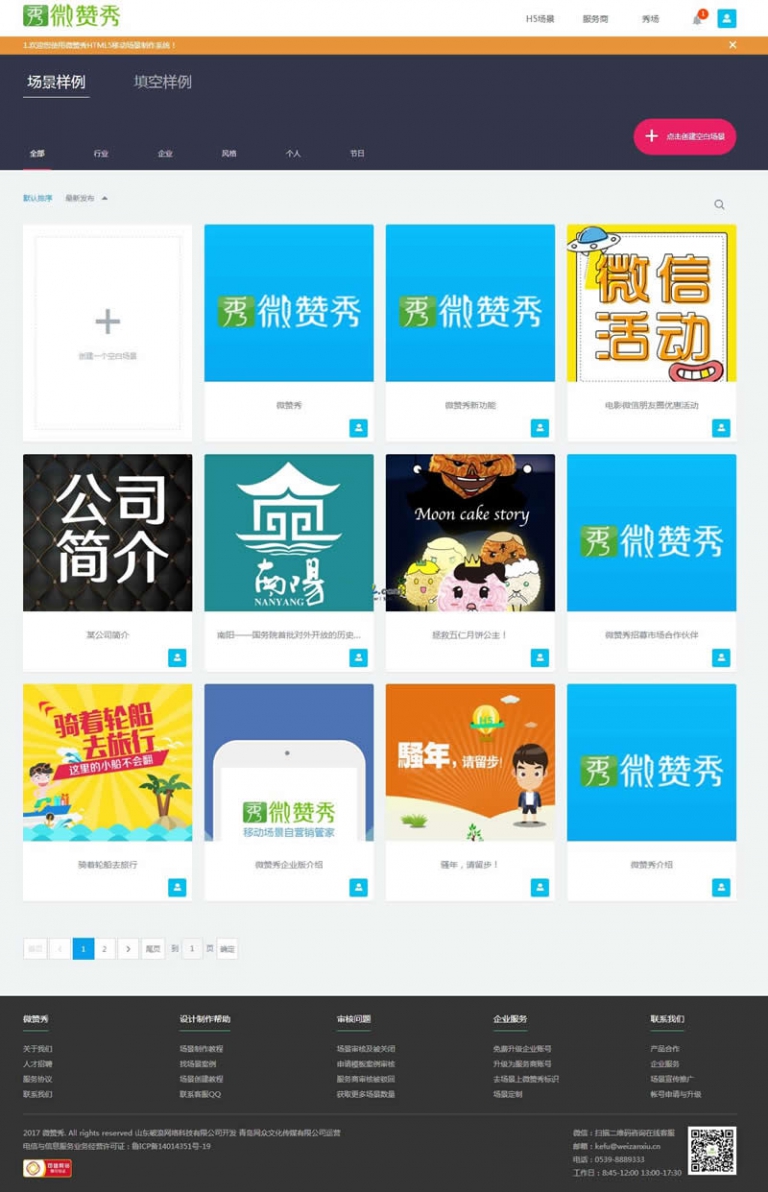 秀微赞秀
H5场景 服务商 秀场 1
1.欢迎您使用微赞秀HTML5移动场景制作系统！ ×
场景样例 填空样例
点击创建空白场景
全部 行业 企业 风格 个人 节日
默认排序 最新发布
创建一个空白场景
秀微赞秀
微赞秀
秀微赞秀
微赞秀新功能
微信
活动
电影微信朋友圈优惠活动
公司
简介
某公司简介
南阳
NANYANG
南阳——国务院首批对外开放的历史...
Moon cake story
拯救五仁月饼公主！
秀微赞秀
微赞秀招募市场合作伙伴
骑着轮船
去旅行
这里的小船不会翻
骑着轮船去旅行
秀微赞秀
移动场景自营销管家
微赞秀企业版介绍
H5
騷年，请留步！
骚年，请留步！
秀微赞秀
微赞秀介绍
首页 < 1 2 > 尾页 到 1 页 确定
微赞秀 设计制作帮助 审核问题 企业服务 联系我们
关于我们 场景制作教程 场景审核及被关闭 免费升级企业账号 产品合作
人才招聘 找场景案例 申请模板案例审核 升级为服务商账号 企业服务
服务协议 场景创建教程 服务商审核被驳回 去场景上微赞秀标识 场景宣传推广
联系我们 联系客服QQ 获取更多场景数量 场景定制 帐号申请与升级
2017 微赞秀. All rights reserved 山东 网络科技有限公司开发 青岛网众文化传媒有限公司运营
电信与信息服务业务经营许可证：鲁ICP备14014351号-19
微信：扫描二维码咨询在线客服
邮箱：kefu@weizanxiu.cn
电话：0539-8889333
工作日：8:45-12:00 13:00-17:30